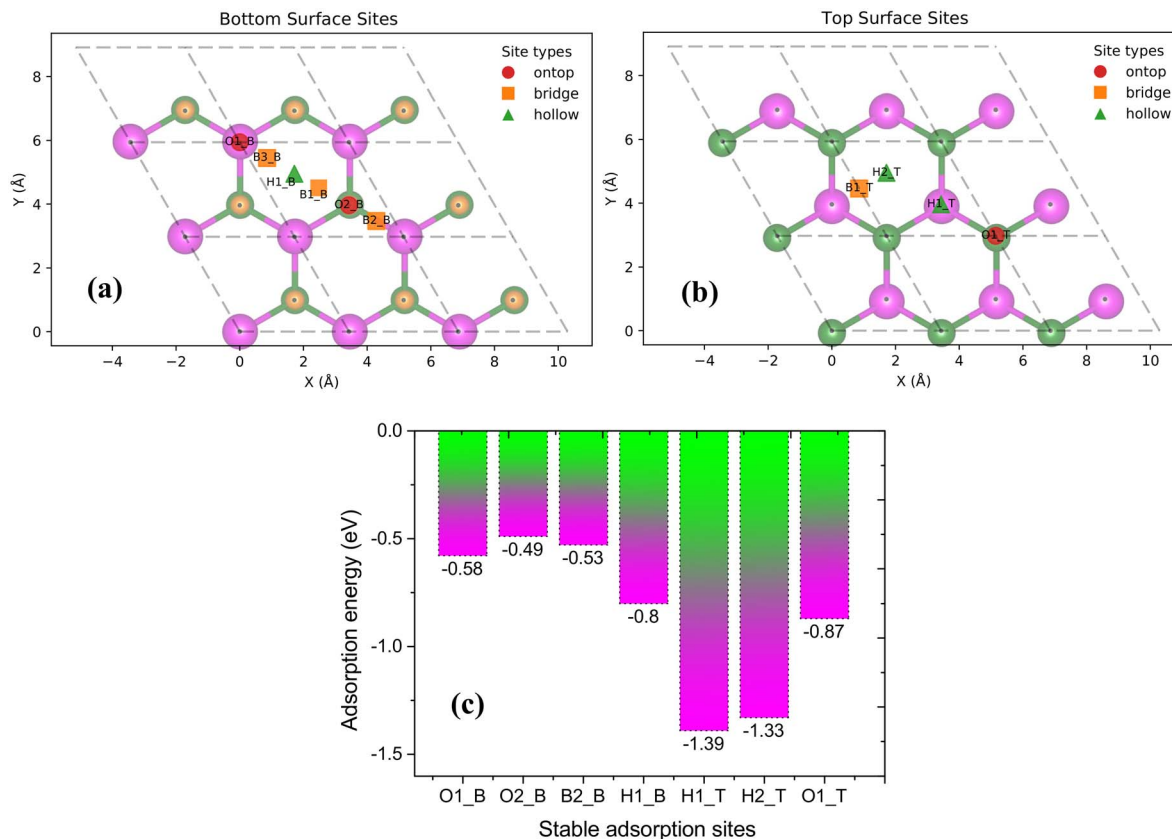 Bottom Surface Sites
Site types
ontop
bridge
hollow
O1_B
B3_B
H1_B
B1_B
O2_B
B2_B
(a)
Y (Å)
8
6
4
2
0
−4
−2
0
2
4
6
8
10
X (Å)
Top Surface Sites
Site types
ontop
bridge
hollow
H2_T
B1_T
H1_T
O1_T
(b)
Y (Å)
8
6
4
2
0
−4
−2
0
2
4
6
8
10
X (Å)
Adsorption energy (eV)
0.0
-0.5
-1.0
-1.5
-0.58
-0.49
-0.53
-0.8
-1.39
-1.33
-0.87
(c)
O1_B
O2_B
B2_B
H1_B
H1_T
H2_T
O1_T
Stable adsorption sites